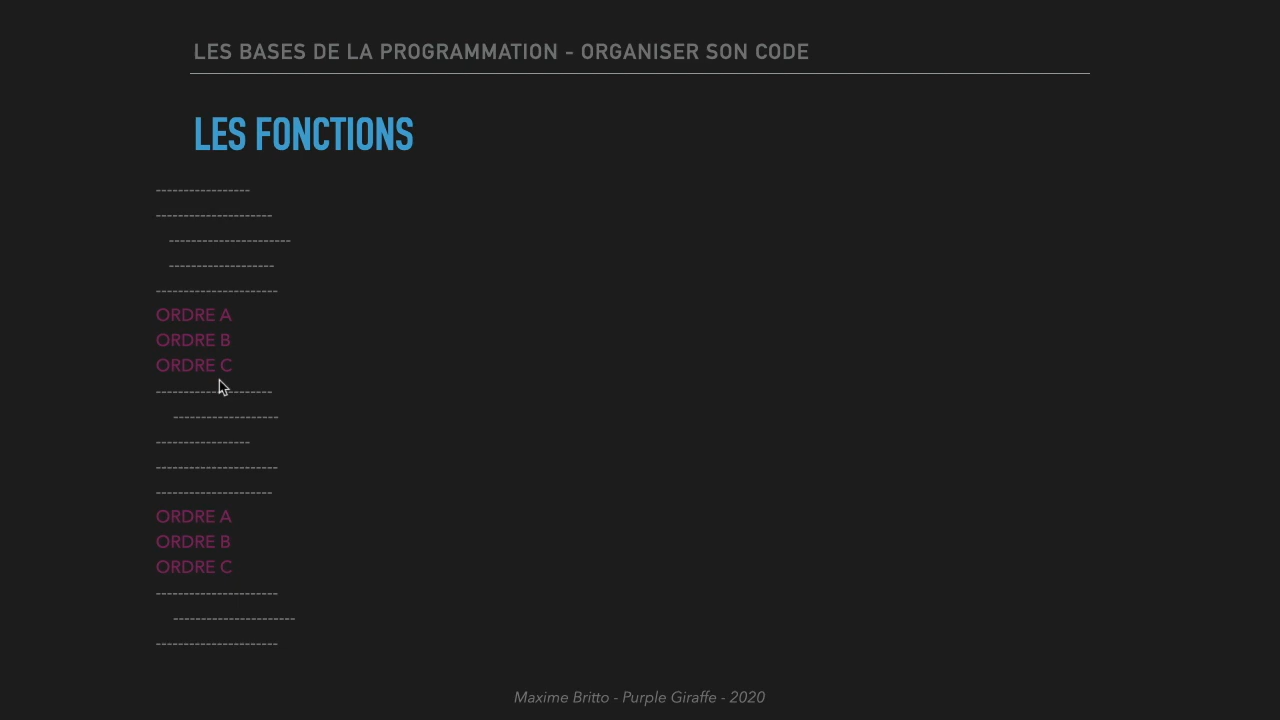 LES BASES DE LA PROGRAMMATION - ORGANISER SON CODE
LES FONCTIONS
-----------------
---------------------
----------------------
-------------------
----------------------
ORDRE A
ORDRE B
ORDRE C
---------------------
-------------------
-----------------
----------------------
---------------------
ORDRE A
ORDRE B
ORDRE C
----------------------
----------------------
----------------------
Maxime Britto - Purple Giraffe - 2020